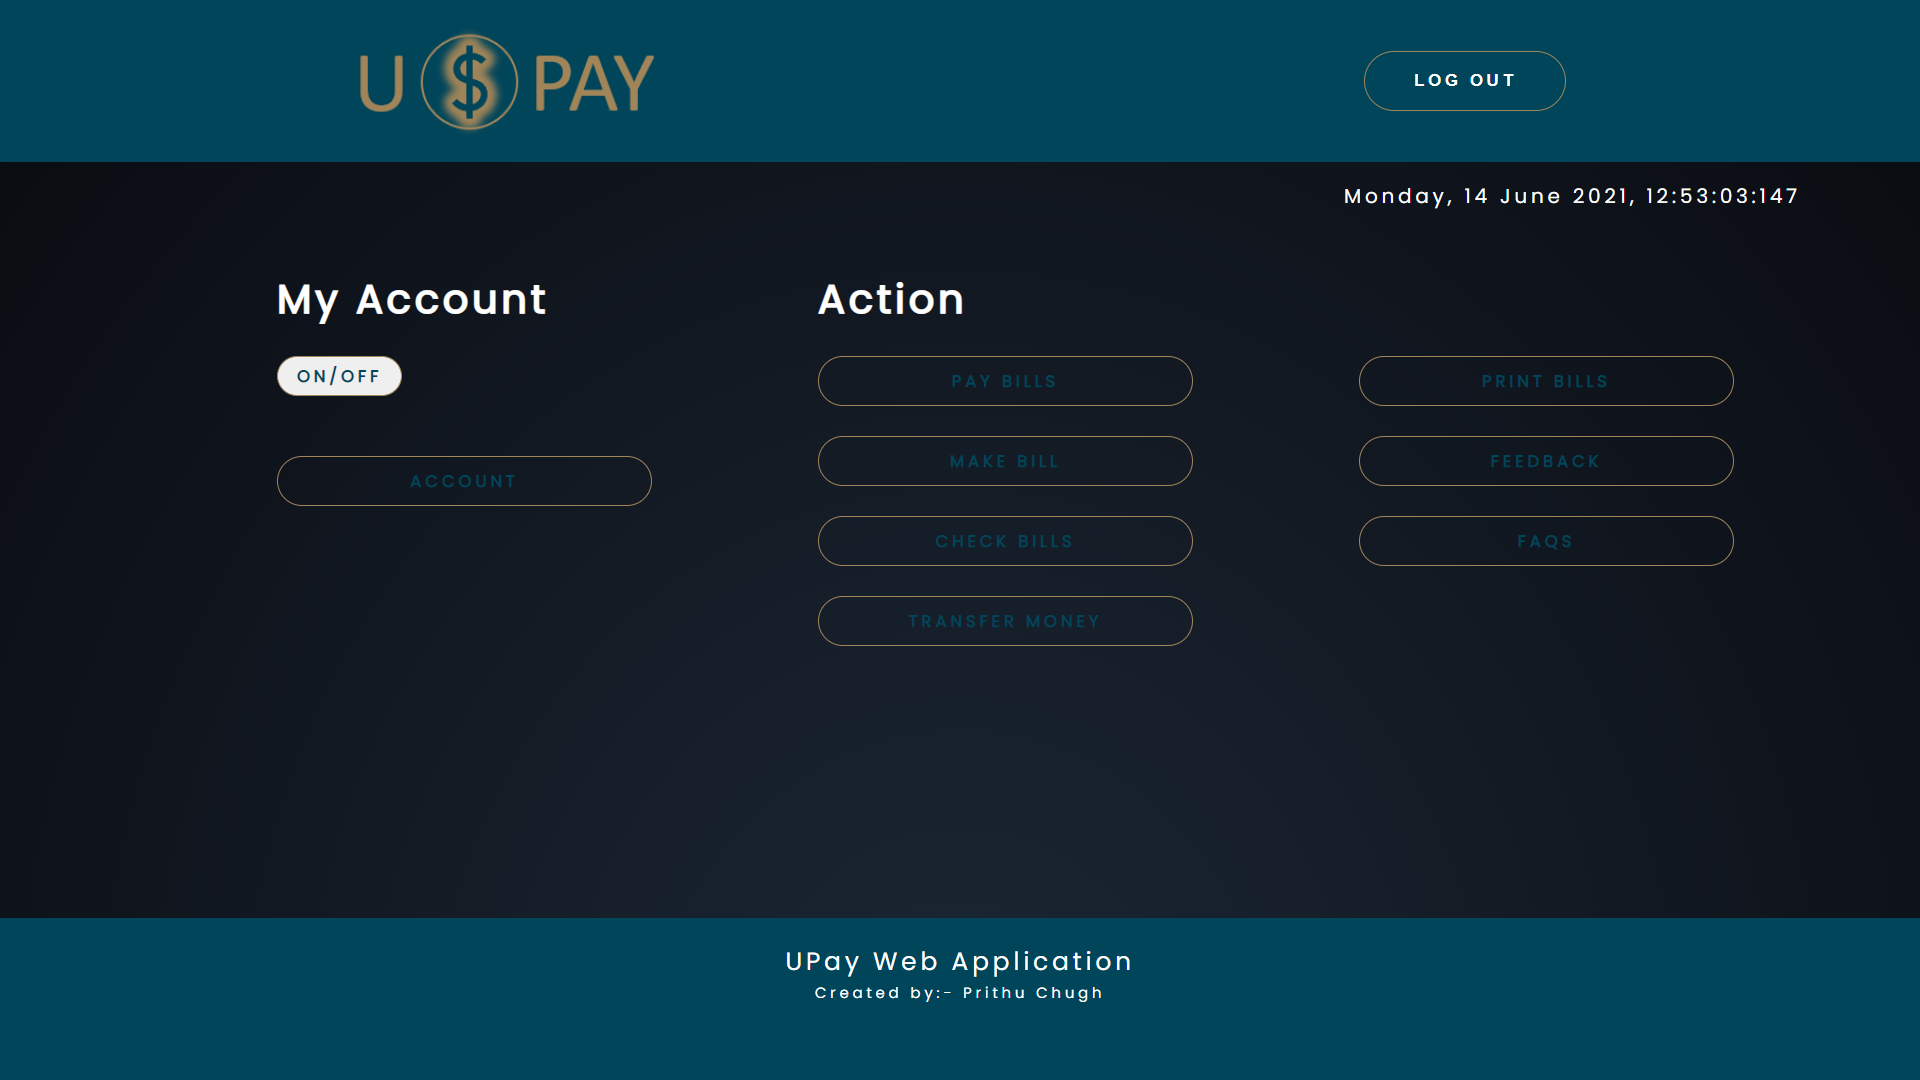 U $ PAY
LOG OUT
Monday, 14 June 2021, 12:53:03:147
My Account
ON/OFF
ACCOUNT
Action
PAY BILLS
MAKE BILL
CHECK BILLS
TRANSFER MONEY
PRINT BILLS
FEEDBACK
FAQS
UPay Web Application
Created by:- Prithu Chugh